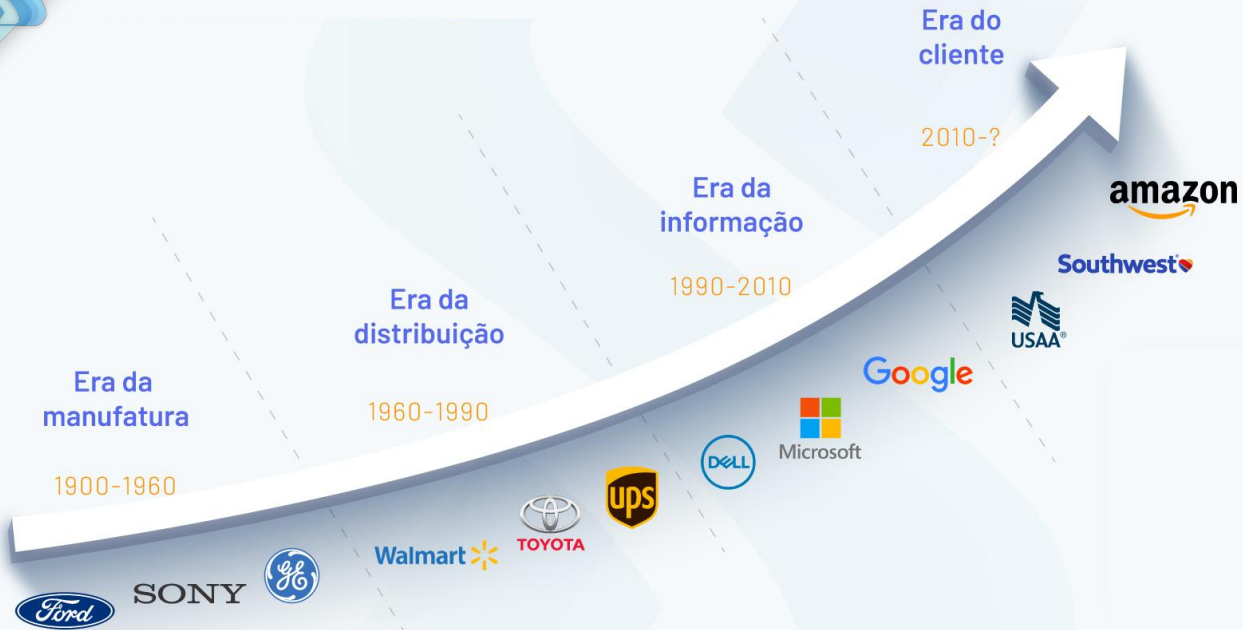 Era da
manufatura
1900-1960
Era da
distribuição
1960-1990
Era da
informação
1990-2010
Era do
cliente
2010-?
Ford
SONY
GE
Walmart
TOYOTA
ups
DELL
Microsoft
Google
USAA®
Southwest
amazon